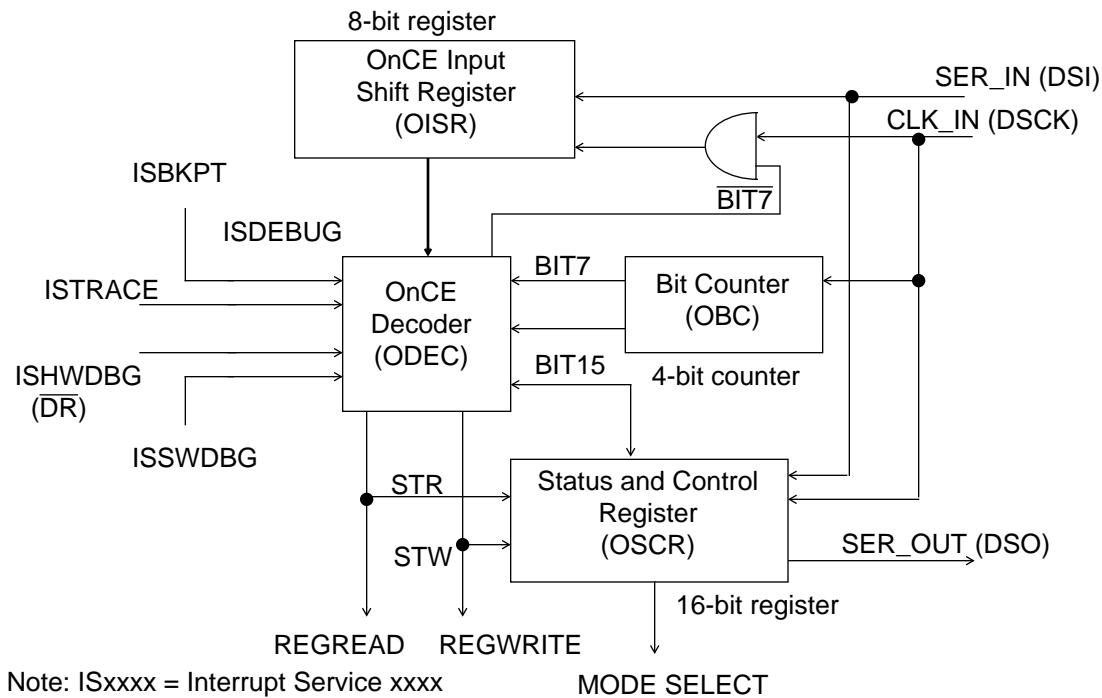 8-bit register
OnCE Input
Shift Register
(OISR)
SER_IN (DSI)
CLK_IN (DSCK)
ISBKPT
BIT7
ISDEBUG
ISTRACE
OnCE
Decoder
(ODEC)
BIT7
Bit Counter
(OBC)
BIT15
4-bit counter
ISHWDBG
(DR)
ISSWDBG
STR
Status and Control
Register
(OSCR)
STW
SER_OUT (DSO)
16-bit register
REGREAD
REGWRITE
MODE SELECT
Note: ISxxxx = Interrupt Service xxxx